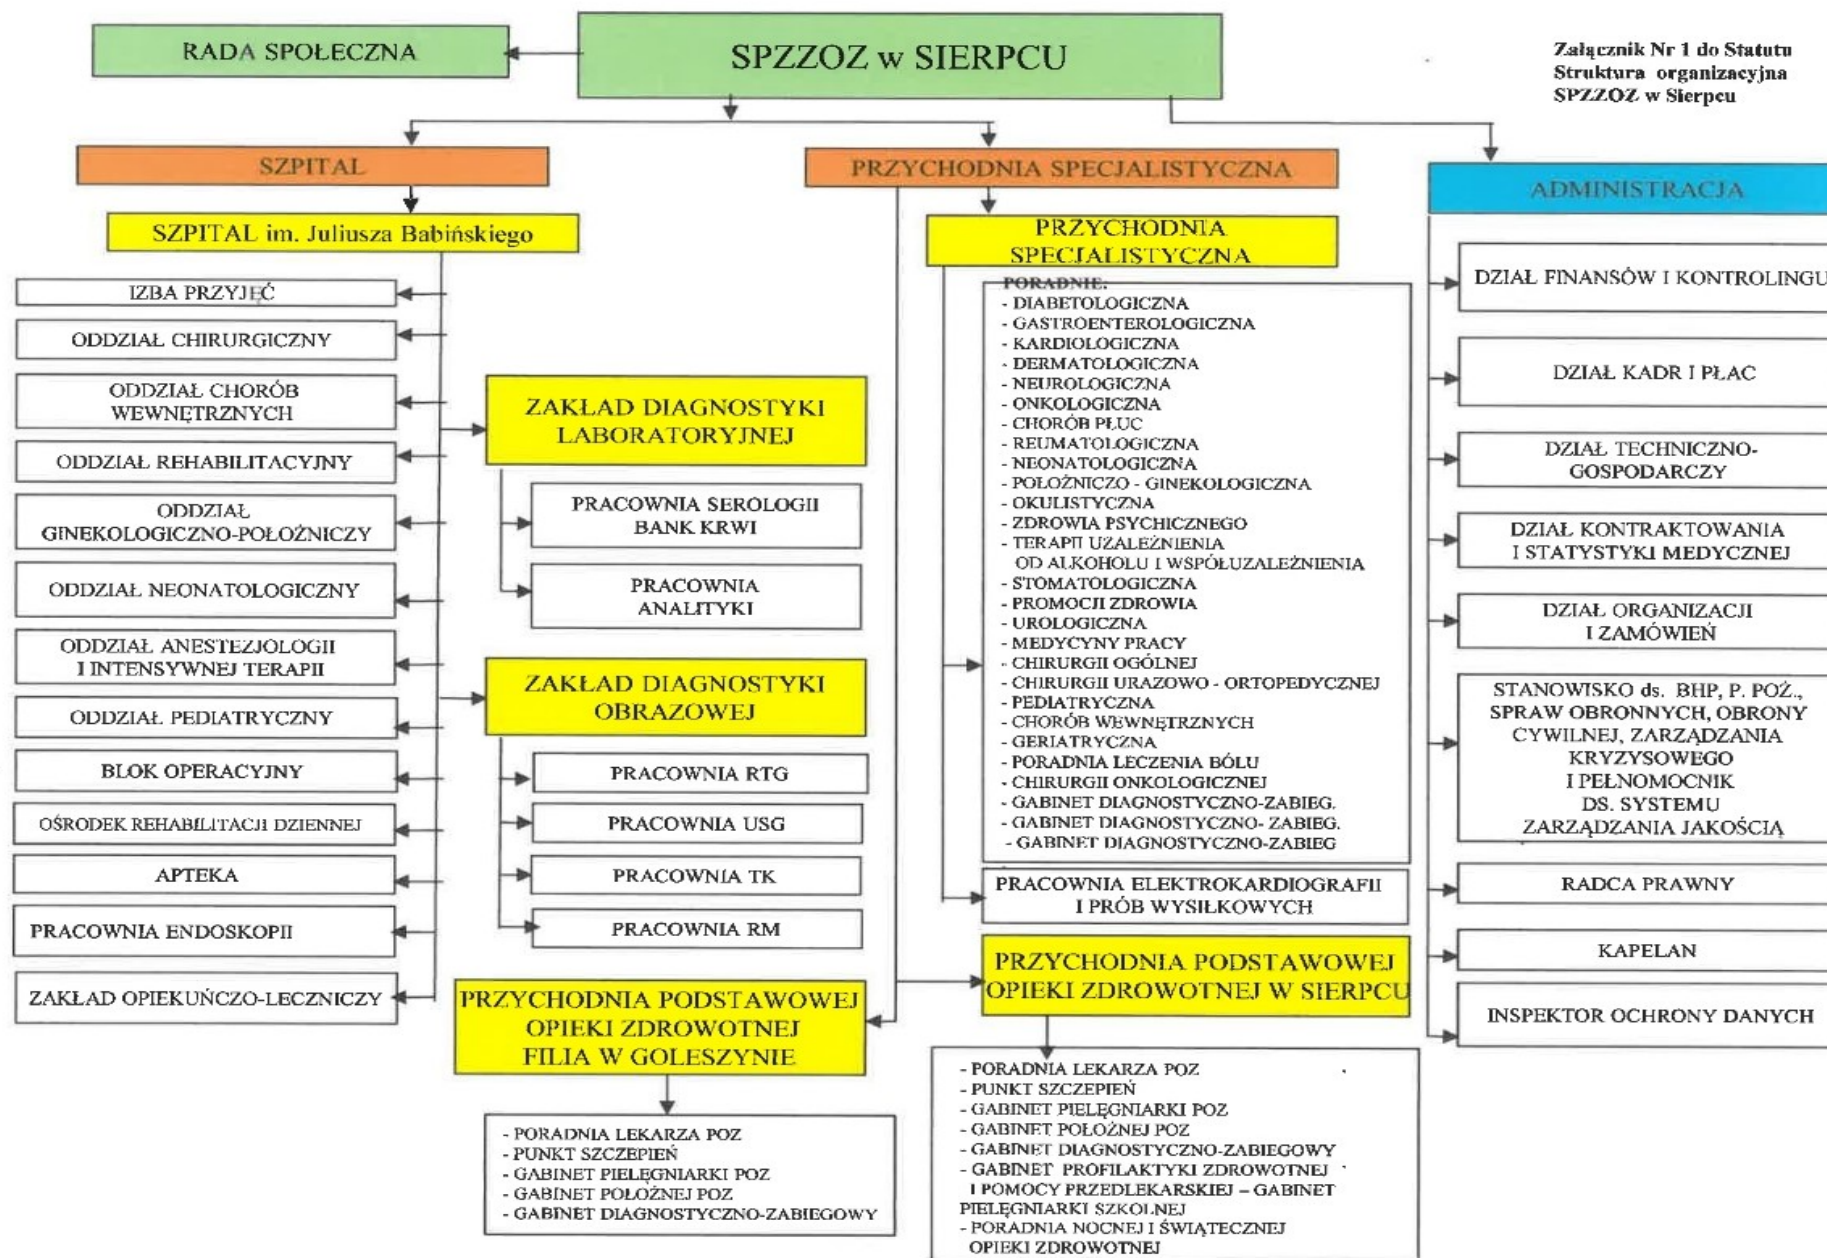 RADA SPOŁECZNA
SPZZOZ w SIERPCU
Załącznik Nr 1 do Statutu
Struktura organizacyjna
SPZZOZ w Sierpcu
SZPITAL
SZPITAL im. Juliusza Babińskiego
IZBA PRZYJĘĆ
ODDZIAŁ CHIRURGICZNY
ODDZIAŁ CHORÓB
WEWNĘTRZNYCH
ODDZIAŁ REHABILITACYJNY
ODDZIAŁ
GINEKOLOGICZNO-POŁOŻNICZY
ODDZIAŁ NEONATOLOGICZNY
ODDZIAŁ ANESTEZJOLOGII
I INTENSYWNEJ TERAPII
ODDZIAŁ PEDIATRYCZNY
BLOK OPERACYJNY
OŚRODEK REHABILITACJI DZIENNEJ
APTEKA
PRACOWNIA ENDOSKOPII
ZAKŁAD OPIEKUŃCZO-LECZNICZY
ZAKŁAD DIAGNOSTYKI
LABORATORYJNEJ
PRACOWNIA SEROLOGII
BANK KRWI
PRACOWNIA
ANALITYKI
ZAKŁAD DIAGNOSTYKI
OBRAZOWEJ
PRACOWNIA RTG
PRACOWNIA USG
PRACOWNIA TK
PRACOWNIA RM
PRZYCHODNIA SPECJALISTYCZNA
PRZYCHODNIA
SPECJALISTYCZNA
PORADNIE:
- DIABETOLOGICZNA
- GASTROENTEROLOGICZNA
- KARDIOLOGICZNA
- DERMATOLOGICZNA
- NEUROLOGICZNA
- ONKOLOGICZNA
- CHORÓB PŁUC
- REUMATOLOGICZNA
- NEONATOLOGICZNA
- POŁOŻNICZO - GINEKOLOGICZNA
- OKULISTYCZNA
- ZDROWIA PSYCHICZNEGO
- TERAPII UZALEŻNIENIA
OD ALKOHOLU I WSPÓŁUZALEŻNIENIA
- STOMATOLOGICZNA
- PROMOCJI ZDROWIA
- UROLOGICZNA
- MEDYCYNY PRACY
- CHIRURGII OGÓLNEJ
- CHIRURGII URAZOWO - ORTOPEDYCZNEJ
- PEDIATRYCZNA
- CHORÓB WEWNĘTRZNYCH
- GERIATRYCZNA
- PORADNIA LECZENIA BÓLU
- CHIRURGII ONKOLOGICZNEJ
- GABINET DIAGNOSTYCZNO-ZABIEG.
- GABINET DIAGNOSTYCZNO- ZABIEG.
- GABINET DIAGNOSTYCZNO-ZABIEG
PRACOWNIA ELEKTROKARDIOGRAFII
I PRÓB WYSIŁKOWYCH
PRZYCHODNIA PODSTAWOWEJ
OPIEKI ZDROWOTNEJ W SIERPCU
- PORADNIA LEKARZA POZ
- PUNKT SZCZEPIEŃ
- GABINET PIELĘGNIARKI POZ
- GABINET POŁOŻNEJ POZ
- GABINET DIAGNOSTYCZNO-ZABIEGOWY
- GABINET PROFILAKTYKI ZDROWOTNEJ
I POMOCY PRZEDLEKARSKIEJ – GABINET
PIELĘGNIARKI SZKOLNEJ
- PORADNIA NOCNEJ I ŚWIĄTECZNEJ
OPIEKI ZDROWOTNEJ
PRZYCHODNIA PODSTAWOWEJ
OPIEKI ZDROWOTNEJ
FILIA W GOLESZYNIE
- PORADNIA LEKARZA POZ
- PUNKT SZCZEPIEŃ
- GABINET PIELĘGNIARKI POZ
- GABINET POŁOŻNEJ POZ
- GABINET DIAGNOSTYCZNO-ZABIEGOWY
ADMINISTRACJA
DZIAŁ FINANSÓW I KONTROLINGU
DZIAŁ KADR I PŁAC
DZIAŁ TECHNICZNO-
GOSPODARCZY
DZIAŁ KONTRAKTOWANIA
I STATYSTYKI MEDYCZNEJ
DZIAŁ ORGANIZACJI
I ZAMÓWIEŃ
STANOWISKO ds. BHP, P. POŻ.,
SPRAW OBRONNYCH, OBRONY
CYWILNEJ, ZARZĄDZANIA
KRYZYSOWEGO
I PEŁNOMOCNIK
DS. SYSTEMU
ZARZĄDZANIA JAKOŚCIĄ
RADCA PRAWNY
KAPELAN
INSPEKTOR OCHRONY DANYCH